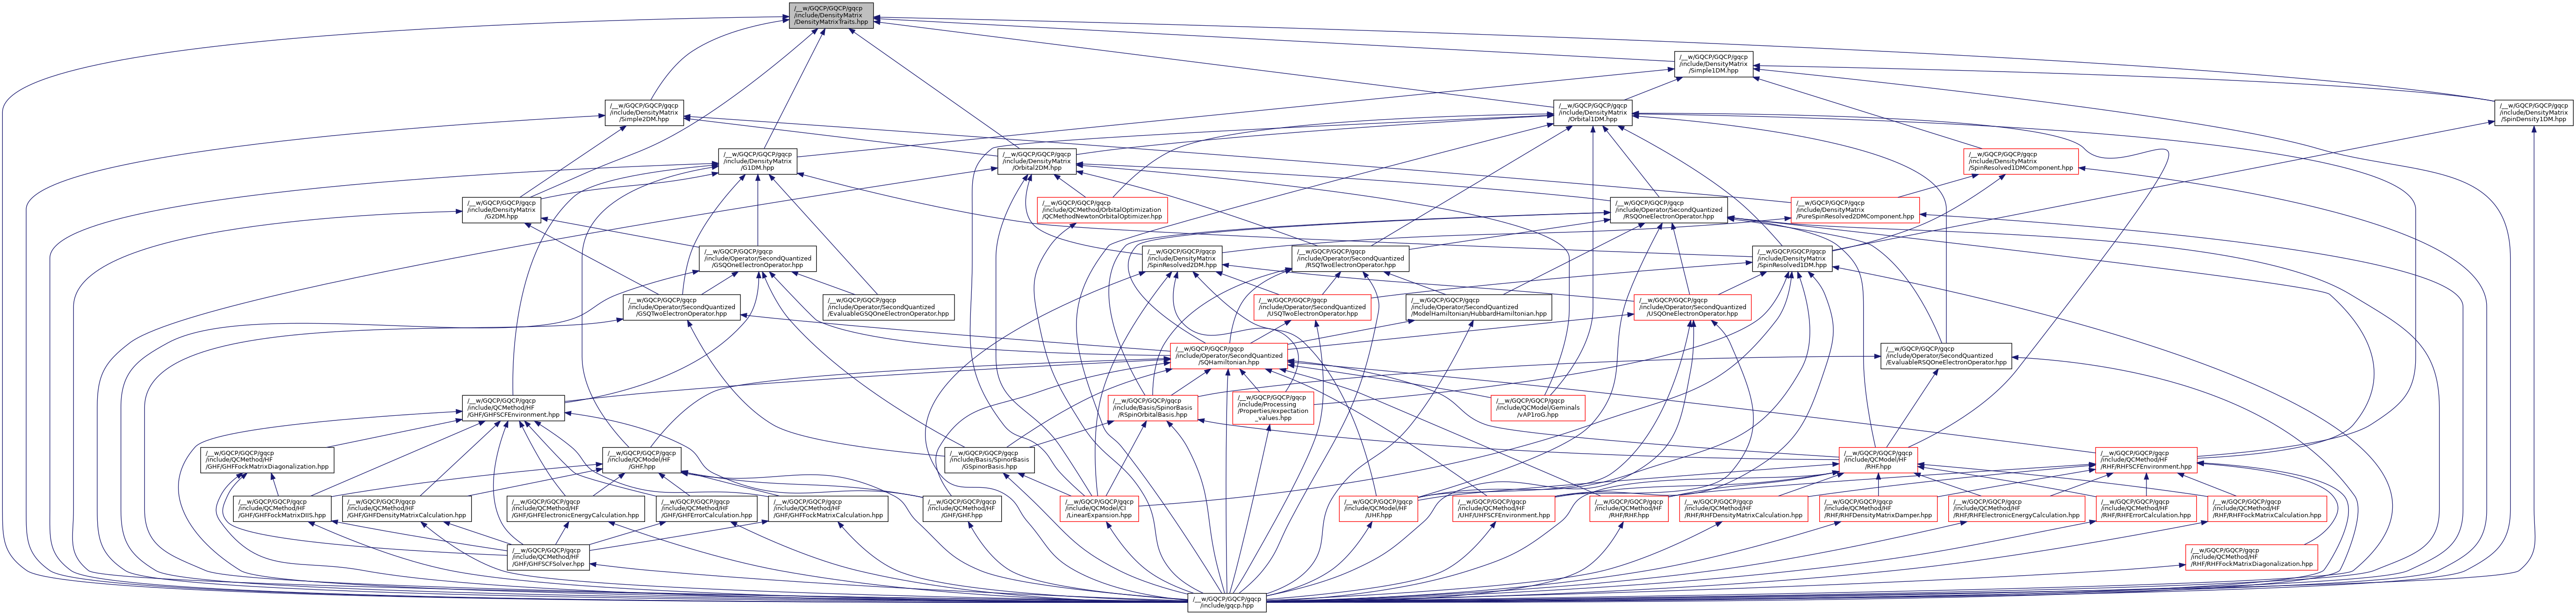 /__w/GQCP/GQCP/gqcp
/include/DensityMatrix
/DensityMatrixTraits.hpp
/__w/GQCP/GQCP/gqcp
/include/DensityMatrix
/Simple1DM.hpp
/__w/GQCP/GQCP/gqcp
/include/DensityMatrix
/Simple2DM.hpp
/__w/GQCP/GQCP/gqcp
/include/DensityMatrix
/Orbital1DM.hpp
/__w/GQCP/GQCP/gqcp
/include/DensityMatrix
/SpinDensity1DM.hpp
/__w/GQCP/GQCP/gqcp
/include/DensityMatrix
/G1DM.hpp
/__w/GQCP/GQCP/gqcp
/include/DensityMatrix
/Orbital2DM.hpp
/__w/GQCP/GQCP/gqcp
/include/DensityMatrix
/SpinResolved1DMComponent.hpp
/__w/GQCP/GQCP/gqcp
/include/DensityMatrix
/G2DM.hpp
/__w/GQCP/GQCP/gqcp
/include/QCMethod/OrbitalOptimization
/QCMethodNewtonOrbitalOptimizer.hpp
/__w/GQCP/GQCP/gqcp
/include/Operator/SecondQuantized
/RSQOneElectronOperator.hpp
/__w/GQCP/GQCP/gqcp
/include/DensityMatrix
/PureSpinResolved2DMComponent.hpp
/__w/GQCP/GQCP/gqcp
/include/Operator/SecondQuantized
/GSQOneElectronOperator.hpp
/__w/GQCP/GQCP/gqcp
/include/DensityMatrix
/SpinResolved2DM.hpp
/__w/GQCP/GQCP/gqcp
/include/Operator/SecondQuantized
/RSQTwoElectronOperator.hpp
/__w/GQCP/GQCP/gqcp
/include/DensityMatrix
/SpinResolved1DM.hpp
/__w/GQCP/GQCP/gqcp
/include/Operator/SecondQuantized
/GSQTwoElectronOperator.hpp
/__w/GQCP/GQCP/gqcp
/include/Operator/SecondQuantized
/EvaluableGSQOneElectronOperator.hpp
/__w/GQCP/GQCP/gqcp
/include/Operator/SecondQuantized
/USQTwoElectronOperator.hpp
/__w/GQCP/GQCP/gqcp
/include/Operator/SecondQuantized
/ModelHamiltonian/HubbardHamiltonian.hpp
/__w/GQCP/GQCP/gqcp
/include/Operator/SecondQuantized
/USQOneElectronOperator.hpp
/__w/GQCP/GQCP/gqcp
/include/Operator/SecondQuantized
/SQHamiltonian.hpp
/__w/GQCP/GQCP/gqcp
/include/Operator/SecondQuantized
/EvaluableRSQOneElectronOperator.hpp
/__w/GQCP/GQCP/gqcp
/include/QCMethod/HF
/GHF/GHFSCFEnvironment.hpp
/__w/GQCP/GQCP/gqcp
/include/Basis/SpinorBasis
/RSpinOrbitalBasis.hpp
/__w/GQCP/GQCP/gqcp
/include/Processing
/Properties/expectation
_values.hpp
/__w/GQCP/GQCP/gqcp
/include/QCModel/Geminals
/vAP1roG.hpp
/__w/GQCP/GQCP/gqcp
/include/QCMethod/HF
/GHF/GHFFockMatrixDiagonalization.hpp
/__w/GQCP/GQCP/gqcp
/include/QCModel/HF
/GHF.hpp
/__w/GQCP/GQCP/gqcp
/include/Basis/SpinorBasis
/GSpinorBasis.hpp
/__w/GQCP/GQCP/gqcp
/include/QCModel/HF
/RHF.hpp
/__w/GQCP/GQCP/gqcp
/include/QCMethod/HF
/RHF/RHFSCFEnvironment.hpp
/__w/GQCP/GQCP/gqcp
/include/QCMethod/HF
/GHF/GHFFockMatrixDIIS.hpp
/__w/GQCP/GQCP/gqcp
/include/QCMethod/HF
/GHF/GHFDensityMatrixCalculation.hpp
/__w/GQCP/GQCP/gqcp
/include/QCMethod/HF
/GHF/GHFElectronicEnergyCalculation.hpp
/__w/GQCP/GQCP/gqcp
/include/QCMethod/HF
/GHF/GHFErrorCalculation.hpp
/__w/GQCP/GQCP/gqcp
/include/QCMethod/HF
/GHF/GHFFockMatrixCalculation.hpp
/__w/GQCP/GQCP/gqcp
/include/QCMethod/HF
/GHF/GHF.hpp
/__w/GQCP/GQCP/gqcp
/include/QCModel/CI
/LinearExpansion.hpp
/__w/GQCP/GQCP/gqcp
/include/QCModel/HF
/UHF.hpp
/__w/GQCP/GQCP/gqcp
/include/QCMethod/HF
/UHF/UHFSCFEnvironment.hpp
/__w/GQCP/GQCP/gqcp
/include/QCMethod/HF
/RHF/RHF.hpp
/__w/GQCP/GQCP/gqcp
/include/QCMethod/HF
/RHF/RHFDensityMatrixCalculation.hpp
/__w/GQCP/GQCP/gqcp
/include/QCMethod/HF
/RHF/RHFDensityMatrixDamper.hpp
/__w/GQCP/GQCP/gqcp
/include/QCMethod/HF
/RHF/RHFElectronicEnergyCalculation.hpp
/__w/GQCP/GQCP/gqcp
/include/QCMethod/HF
/RHF/RHFErrorCalculation.hpp
/__w/GQCP/GQCP/gqcp
/include/QCMethod/HF
/RHF/RHFFockMatrixCalculation.hpp
/__w/GQCP/GQCP/gqcp
/include/QCMethod/HF
/GHF/GHFSCFSolver.hpp
/__w/GQCP/GQCP/gqcp
/include/QCMethod/HF
/RHF/RHFFockMatrixDiagonalization.hpp
/__w/GQCP/GQCP/gqcp
/include/gqcp.hpp